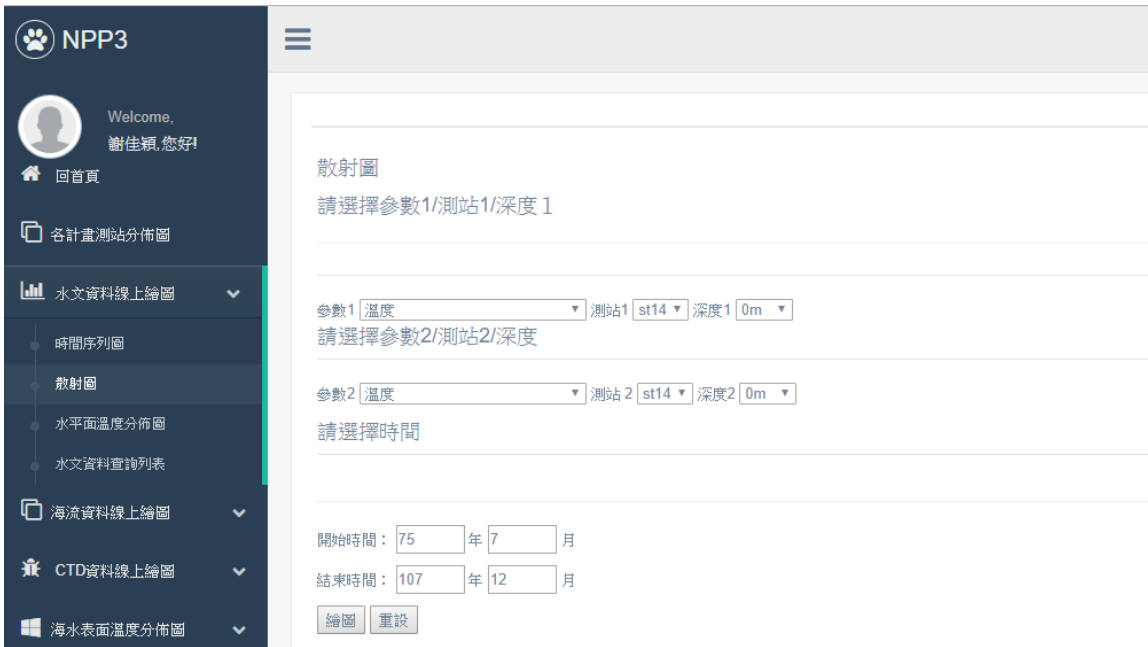 NPP3
Welcome,
謝佳穎,您好!
回首頁
各計畫測站分佈圖
水文資料線上繪圖
時間序列圖
散射圖
水平面溫度分佈圖
水文資料查詢列表
海流資料線上繪圖
CTD資料線上繪圖
海水表面溫度分佈圖
散射圖
請選擇參數1/測站1/深度１
參數1 溫度 測站1 st14 深度1 0m
請選擇參數2/測站2/深度
參數2 溫度 測站 2 st14 深度2 0m
請選擇時間
開始時間： 75 年 7 月
結束時間： 107 年 12 月
繪圖 重設